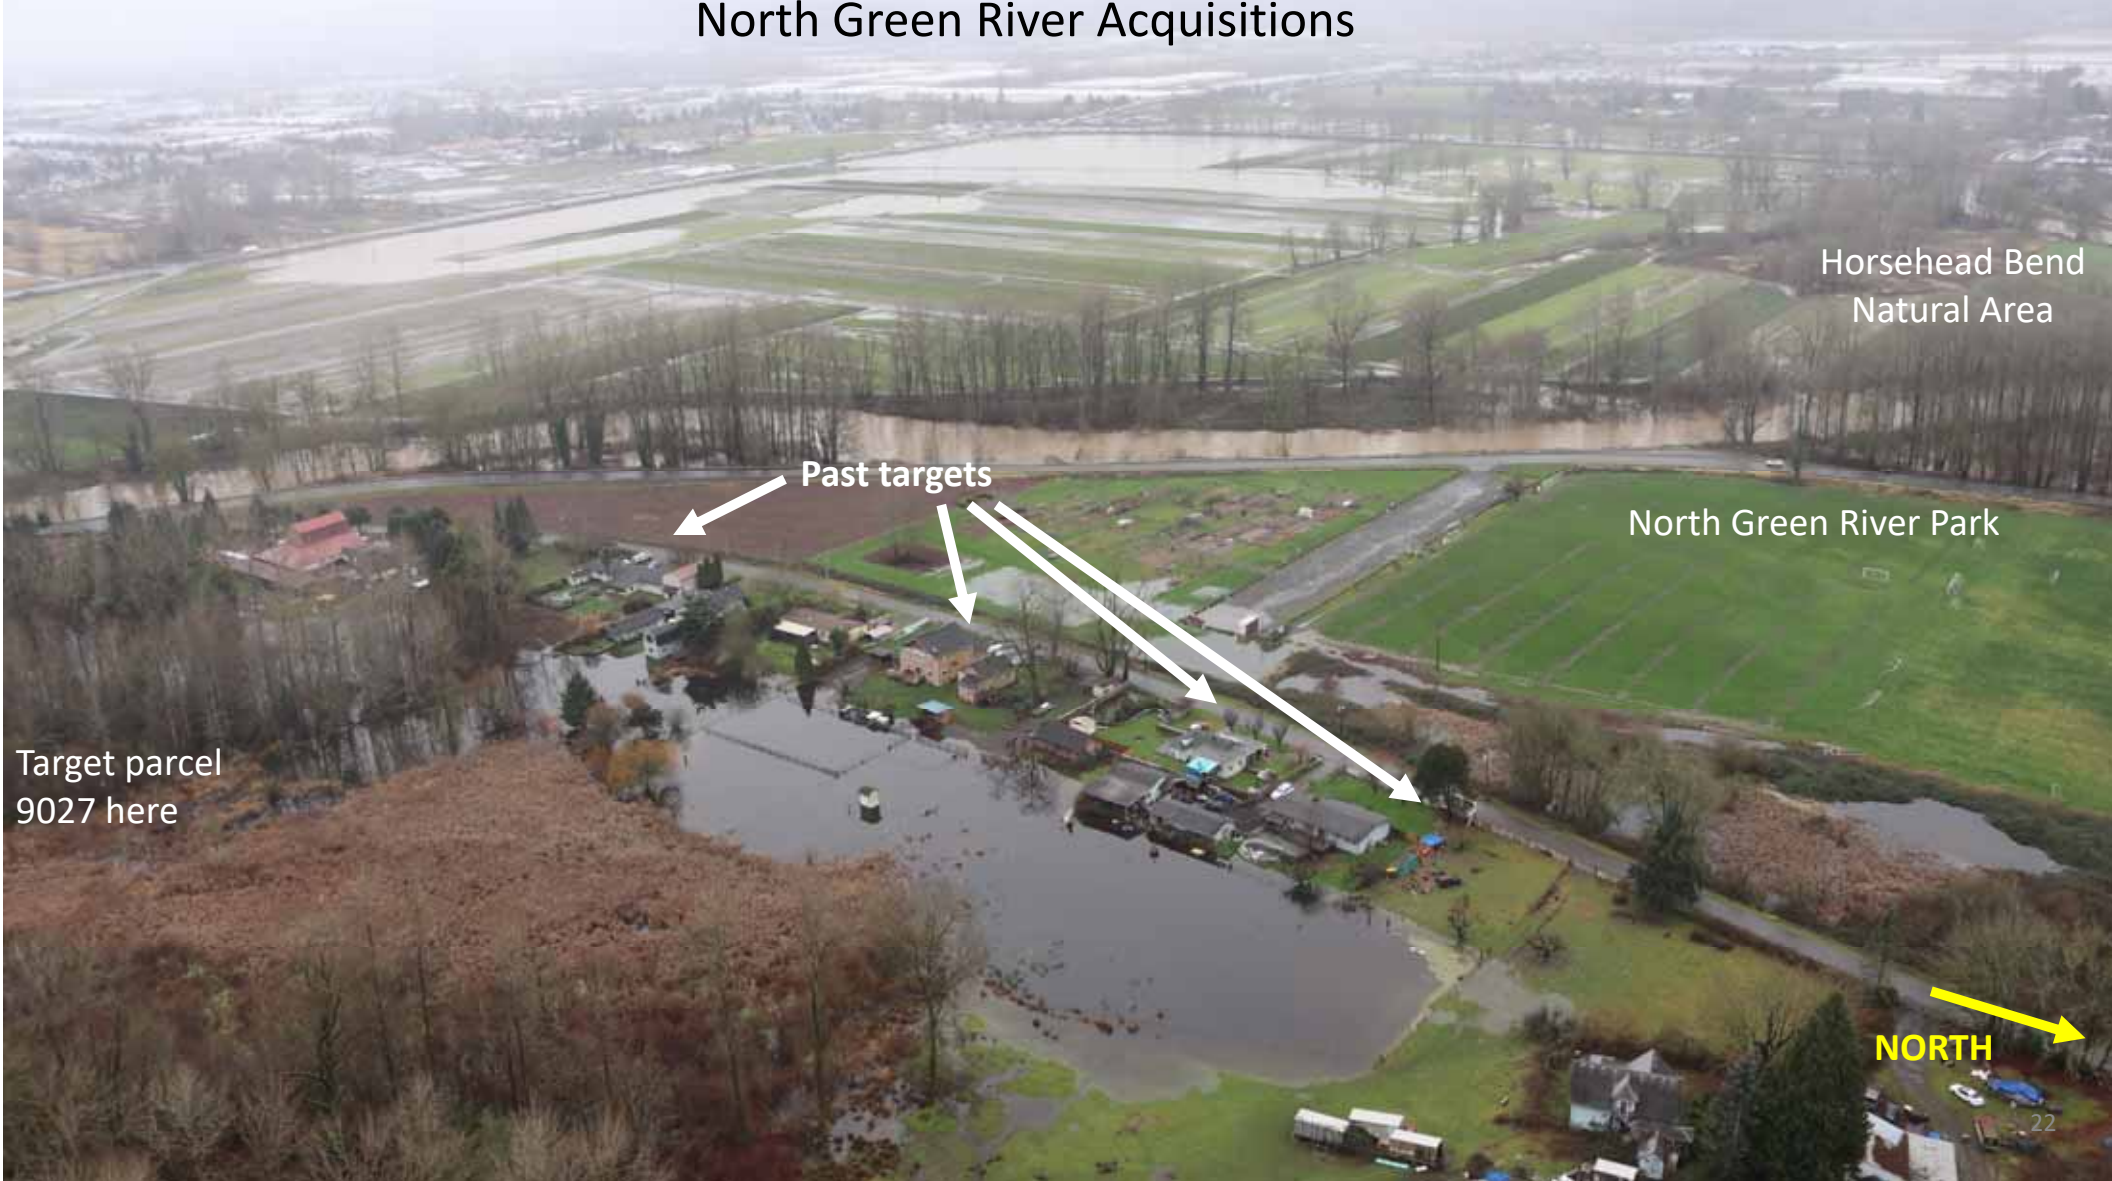 North Green River Acquisitions
Horsehead Bend
Natural Area
Past targets
North Green River Park
Target parcel
9027 here
NORTH
22